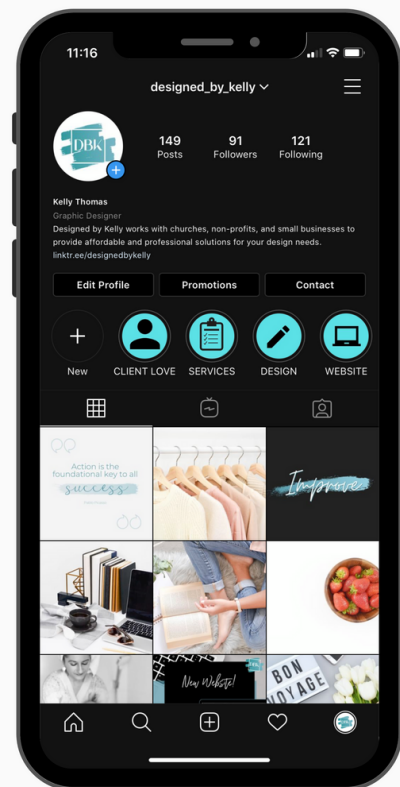 11:16
designed_by_kelly
DBK
149 91 121
Posts Followers Following
Kelly Thomas
Graphic Designer
Designed by Kelly works with churches, non-profits, and small businesses to
provide affordable and professional solutions for your design needs.
linktr.ee/designedbykelly
Edit Profile Promotions Contact
New CLIENT LOVE SERVICES DESIGN WEBSITE
Action is the
foundational key to all
success
Improve
DBK
New Website!
BON
VOYAGE